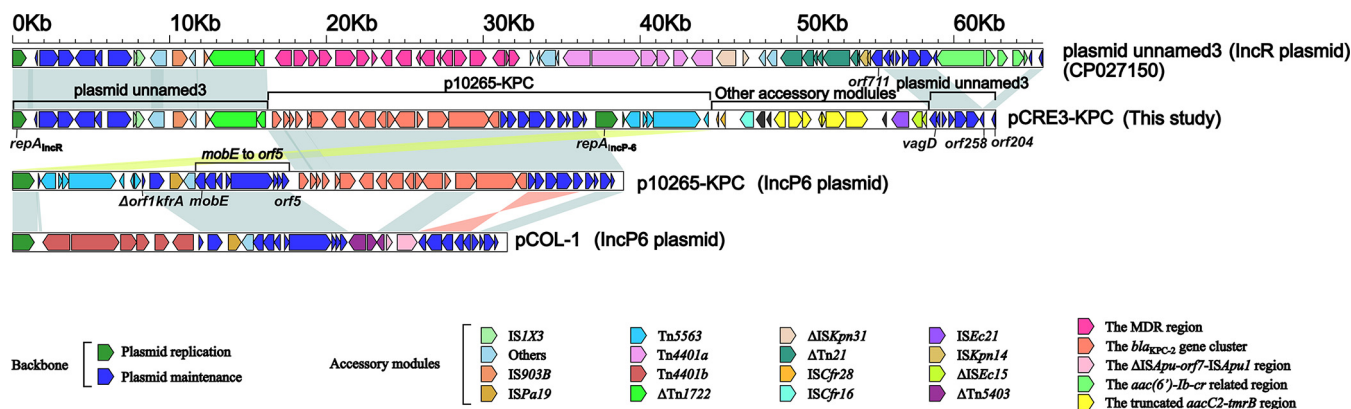 0Kb 10Kb 20Kb 30Kb 40Kb 50Kb 60Kb
plasmid unnamed3 (IncR plasmid)
(CP027150)
orf711
plasmid unnamed3 p10265-KPC Other accessory modules plasmid unnamed3
pCRE3-KPC (This study)
repAIncR repAIncP-6 vagD orf258 orf204
mobE to orf5
p10265-KPC (IncP6 plasmid)
Δorf1 kfrA mobE orf5
pCOL-1 (IncP6 plasmid)
Backbone
Plasmid replication
Plasmid maintenance
Accessory modules
IS1X3
Others
IS903B
ISPa19
Tn5563
Tn4401a
Tn4401b
ΔTn1722
ΔISKpn31
ΔTn21
ISCfr28
ISCfr16
ISEc21
ISKpn14
ΔISEc15
ΔTn5403
The MDR region
The blaKPC-2 gene cluster
The ΔISApu-orf7-ISApu1 region
The aac(6')-Ib-cr related region
The truncated aacC2-tmrB region